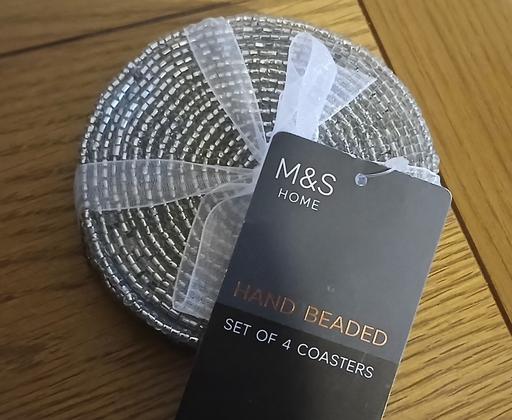 M&S
HOME
HAND BEADED
SET OF 4 COASTERS